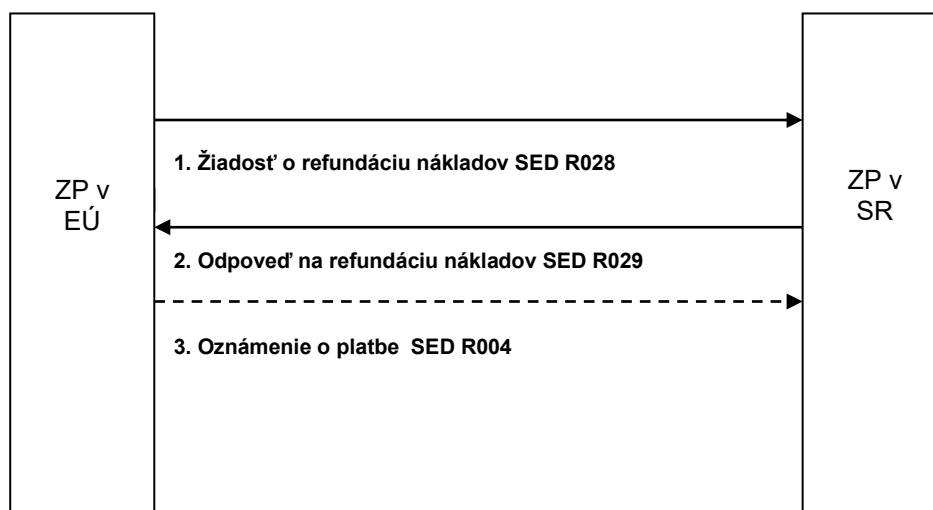 1. Žiadosť o refundáciu nákladov SED R028
ZP v
EÚ
ZP v
SR
2. Odpoveď na refundáciu nákladov SED R029
3. Oznámenie o platbe SED R004